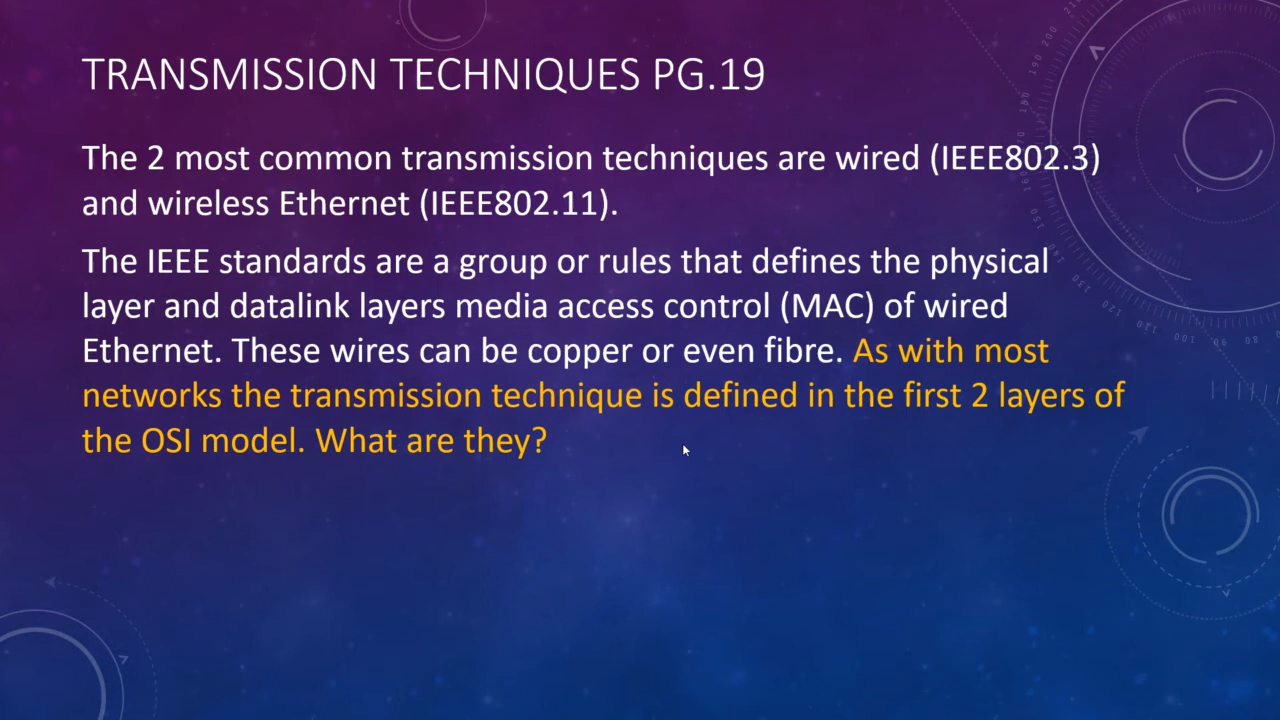 TRANSMISSION TECHNIQUES PG.19
The 2 most common transmission techniques are wired (IEEE802.3)
and wireless Ethernet (IEEE802.11).
The IEEE standards are a group or rules that defines the physical
layer and datalink layers media access control (MAC) of wired
Ethernet. These wires can be copper or even fibre. As with most
networks the transmission technique is defined in the first 2 layers of
the OSI model. What are they?